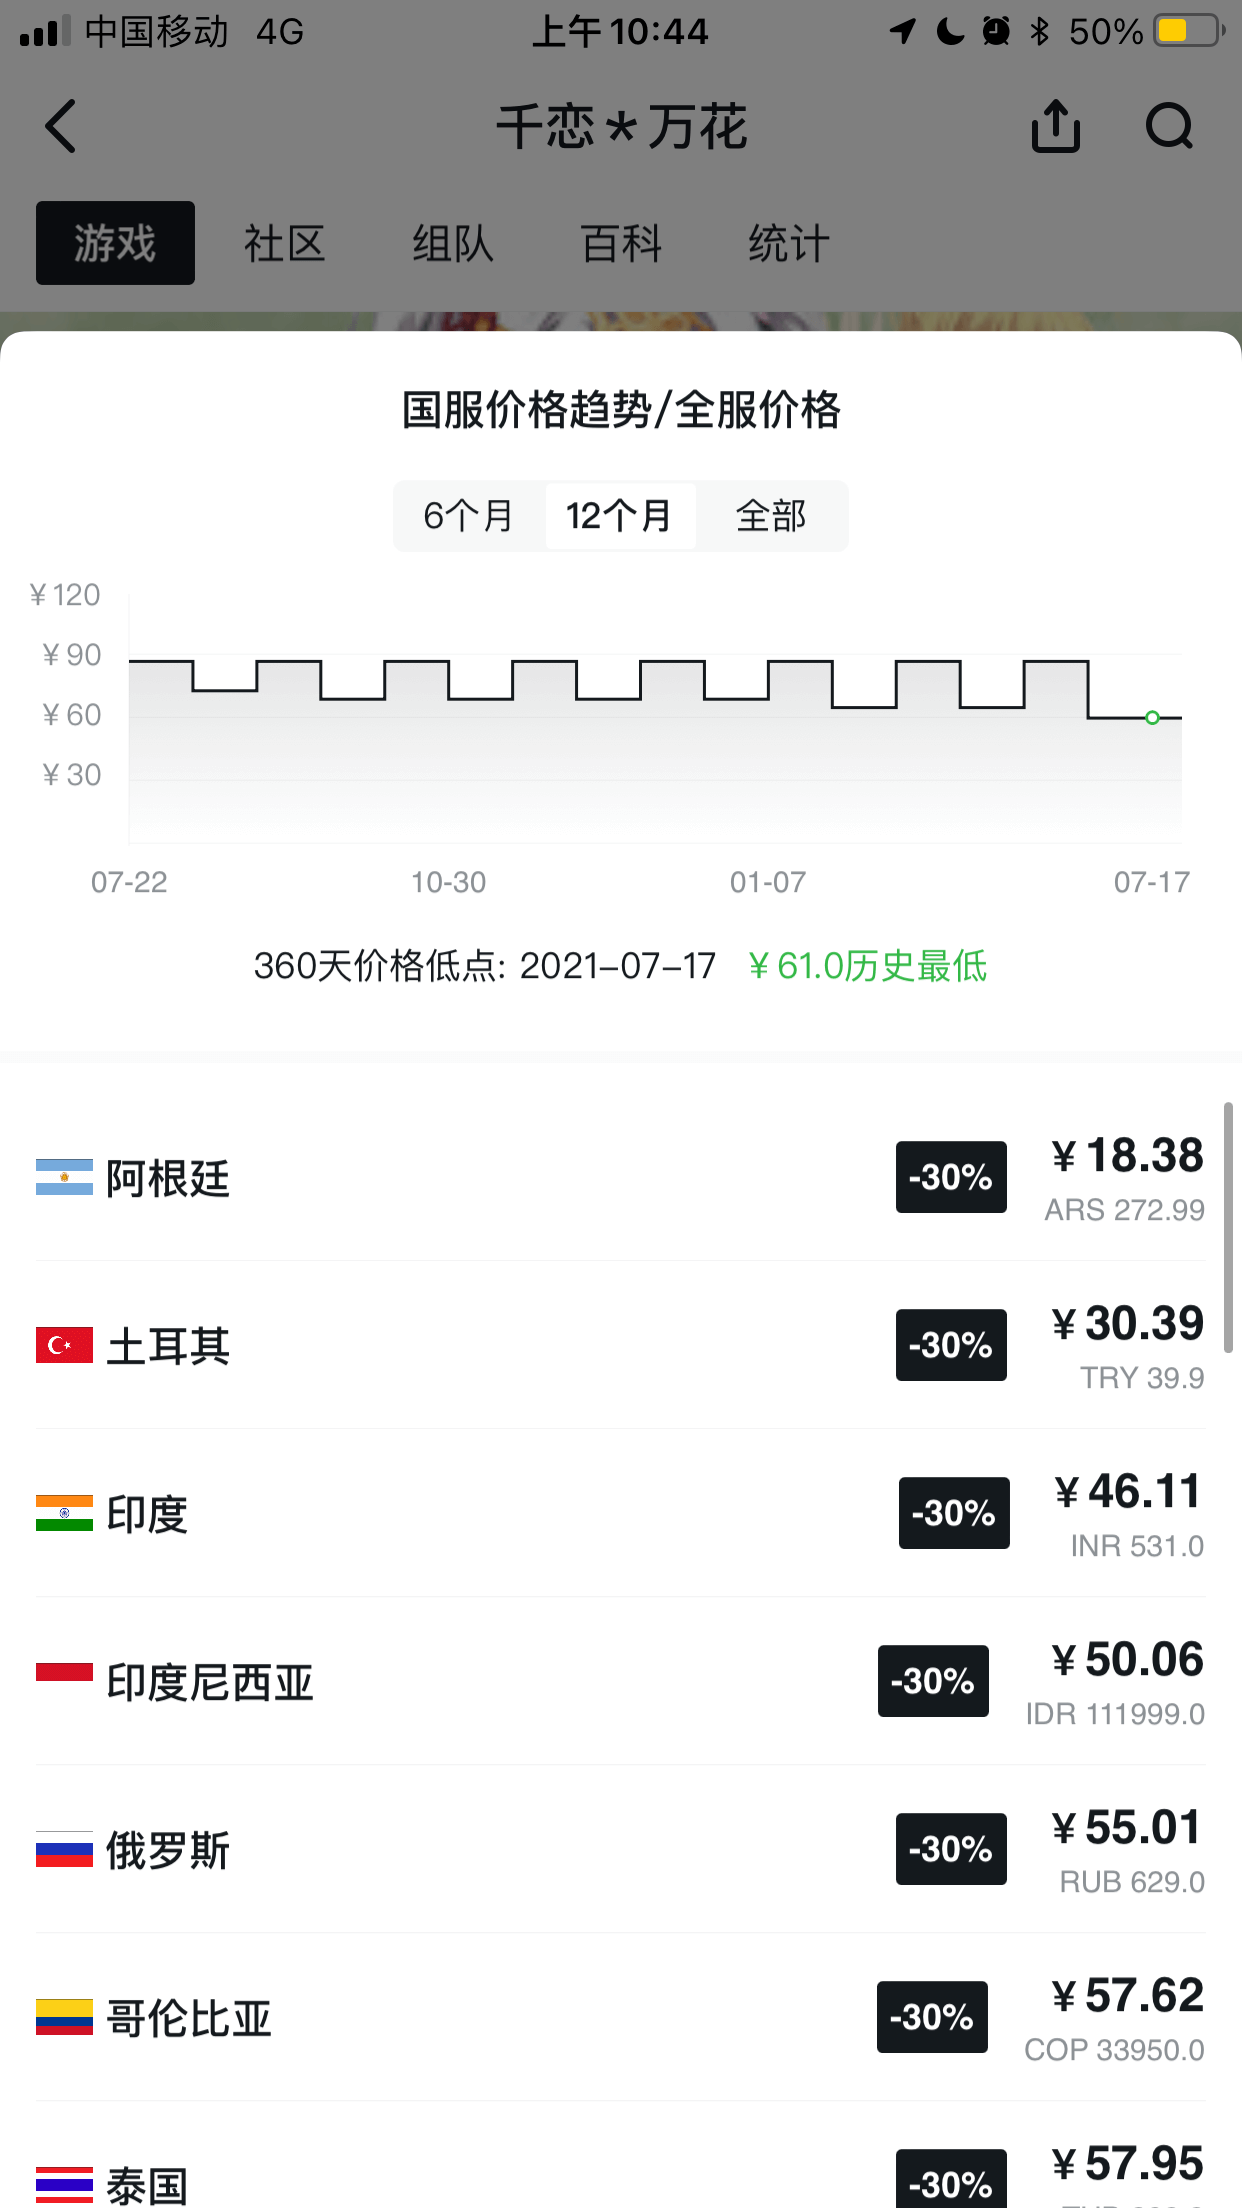 中国移动 4G 上午10:44 50%
千恋＊万花
游戏 社区 组队 百科 统计
国服价格趋势/全服价格
6个月 12个月 全部
¥ 120
¥ 90
¥ 60
¥ 30
07-22 10-30 01-07 07-17
360天价格低点: 2021-07-17 ¥ 61.0历史最低
阿根廷 -30% ¥ 18.38
ARS 272.99
土耳其 -30% ¥ 30.39
TRY 39.9
印度 -30% ¥ 46.11
INR 531.0
印度尼西亚 -30% ¥ 50.06
IDR 111999.0
俄罗斯 -30% ¥ 55.01
RUB 629.0
哥伦比亚 -30% ¥ 57.62
COP 33950.0
泰国 -30% ¥ 57.95